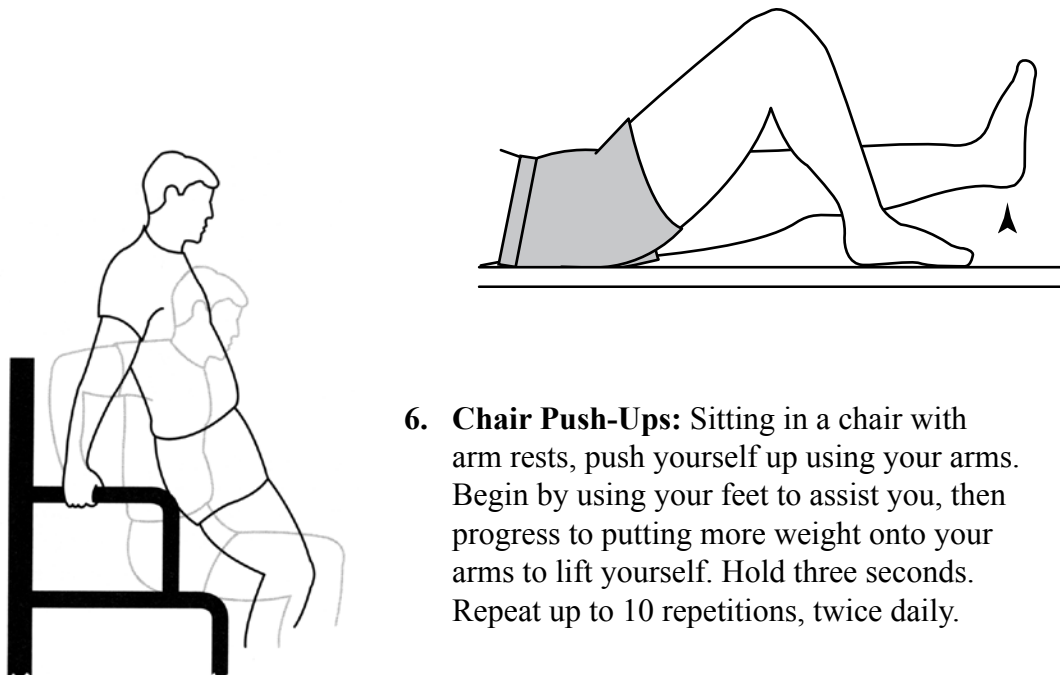 6. Chair Push-Ups: Sitting in a chair with
arm rests, push yourself up using your arms.
Begin by using your feet to assist you, then
progress to putting more weight onto your
arms to lift yourself. Hold three seconds.
Repeat up to 10 repetitions, twice daily.